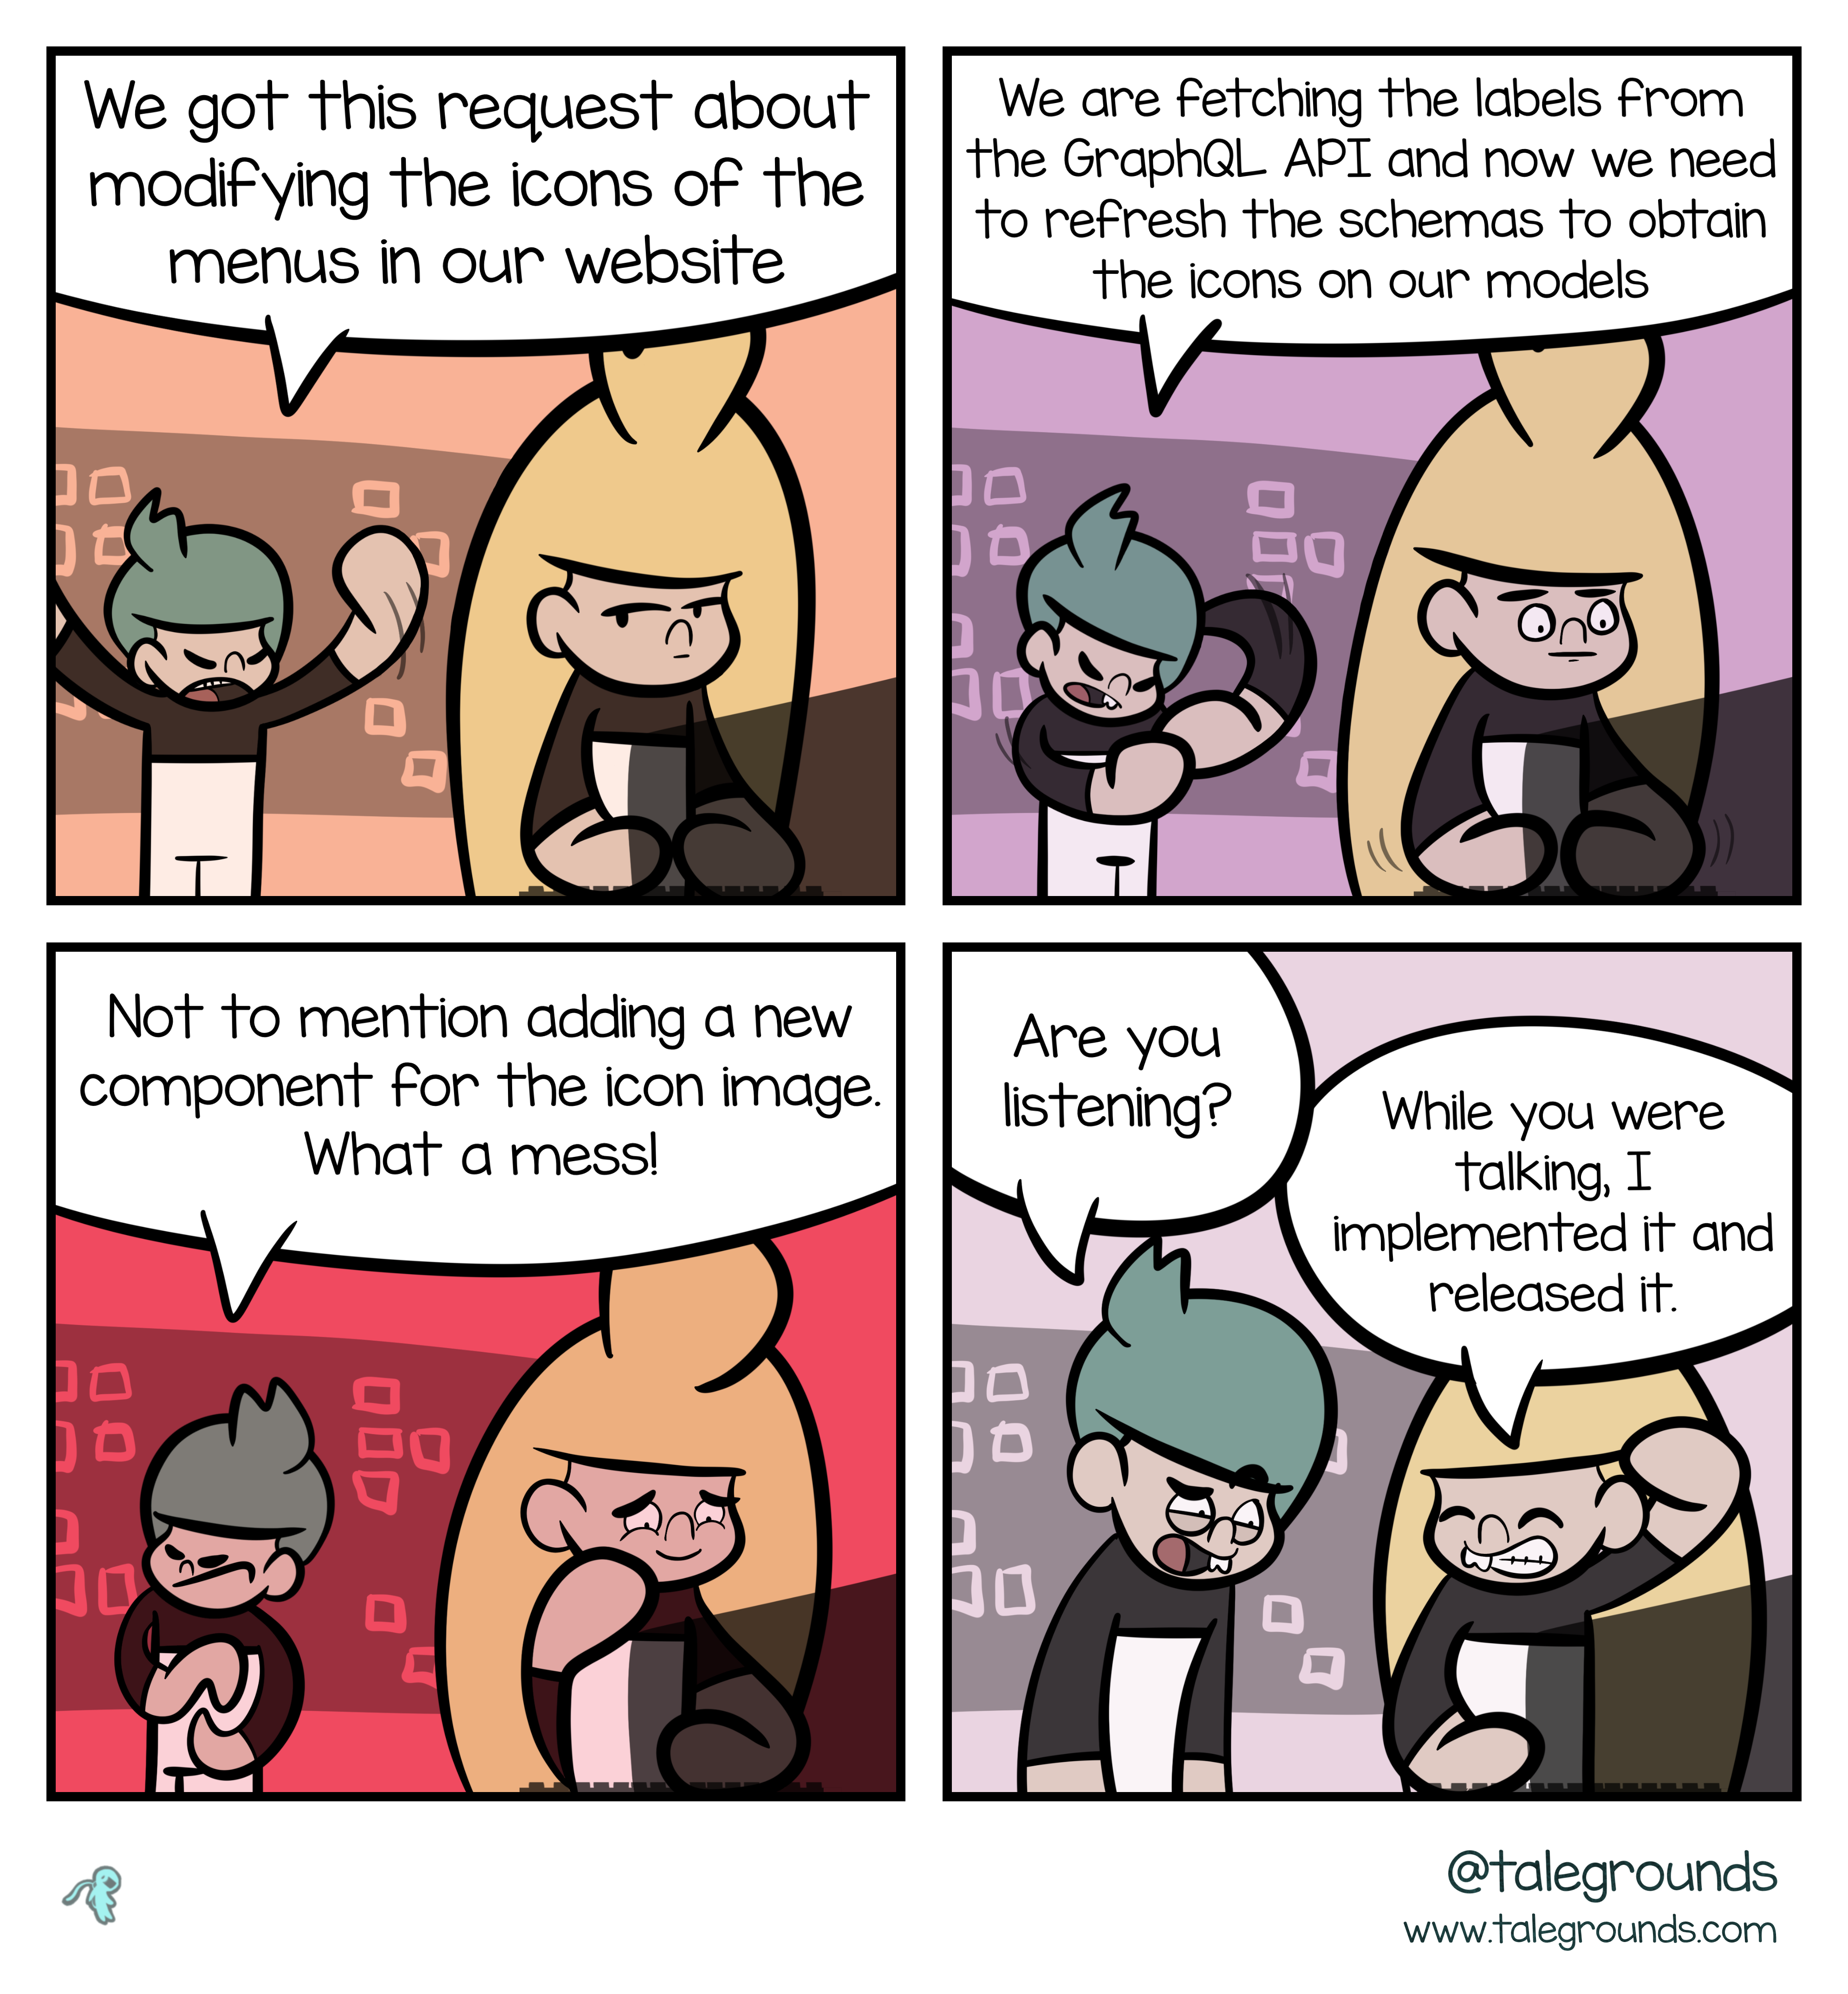 We got this request about
modifying the icons of the
menus in our website
We are fetching the labels from
the GraphQL API and now we need
to refresh the schemas to obtain
the icons on our models
Not to mention adding a new
component for the icon image.
What a mess!
Are you
listening?
While you were
talking, I
implemented it and
released it.
@talegrounds
www.talegrounds.com